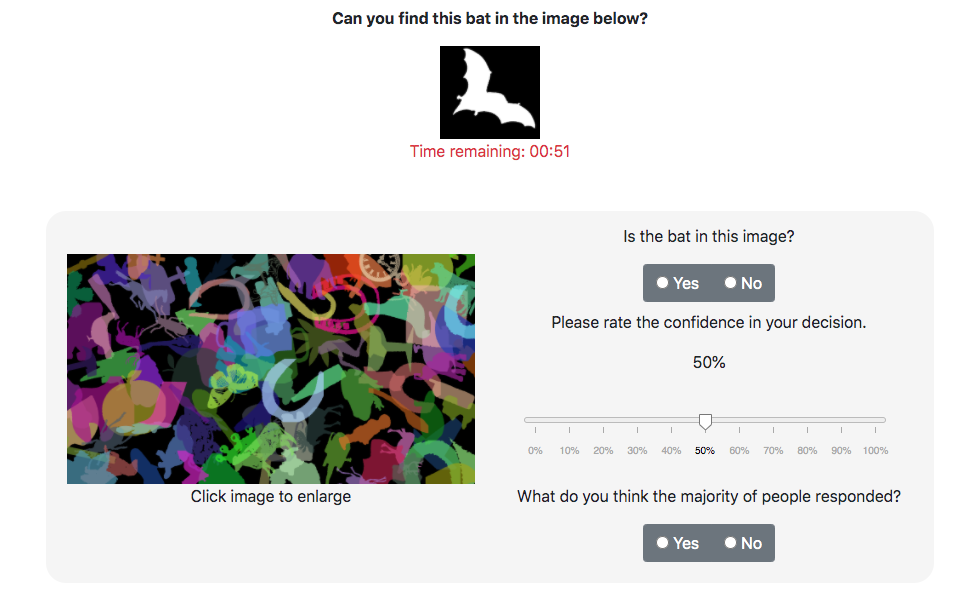 Can you find this bat in the image below?
Time remaining: 00:51
Is the bat in this image?
Yes No
Please rate the confidence in your decision.
50%
0% 10% 20% 30% 40% 50% 60% 70% 80% 90% 100%
Click image to enlarge
What do you think the majority of people responded?
Yes No